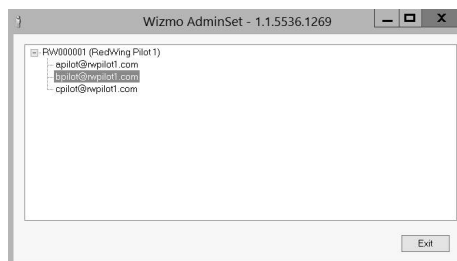 Wizmo AdminSet - 1.1.5536.1269
RW000001 (RedWing Pilot 1)
apilot@rwpilot1.com
bpilot@rwpilot1.com
cpilot@rwpilot1.com
Exit